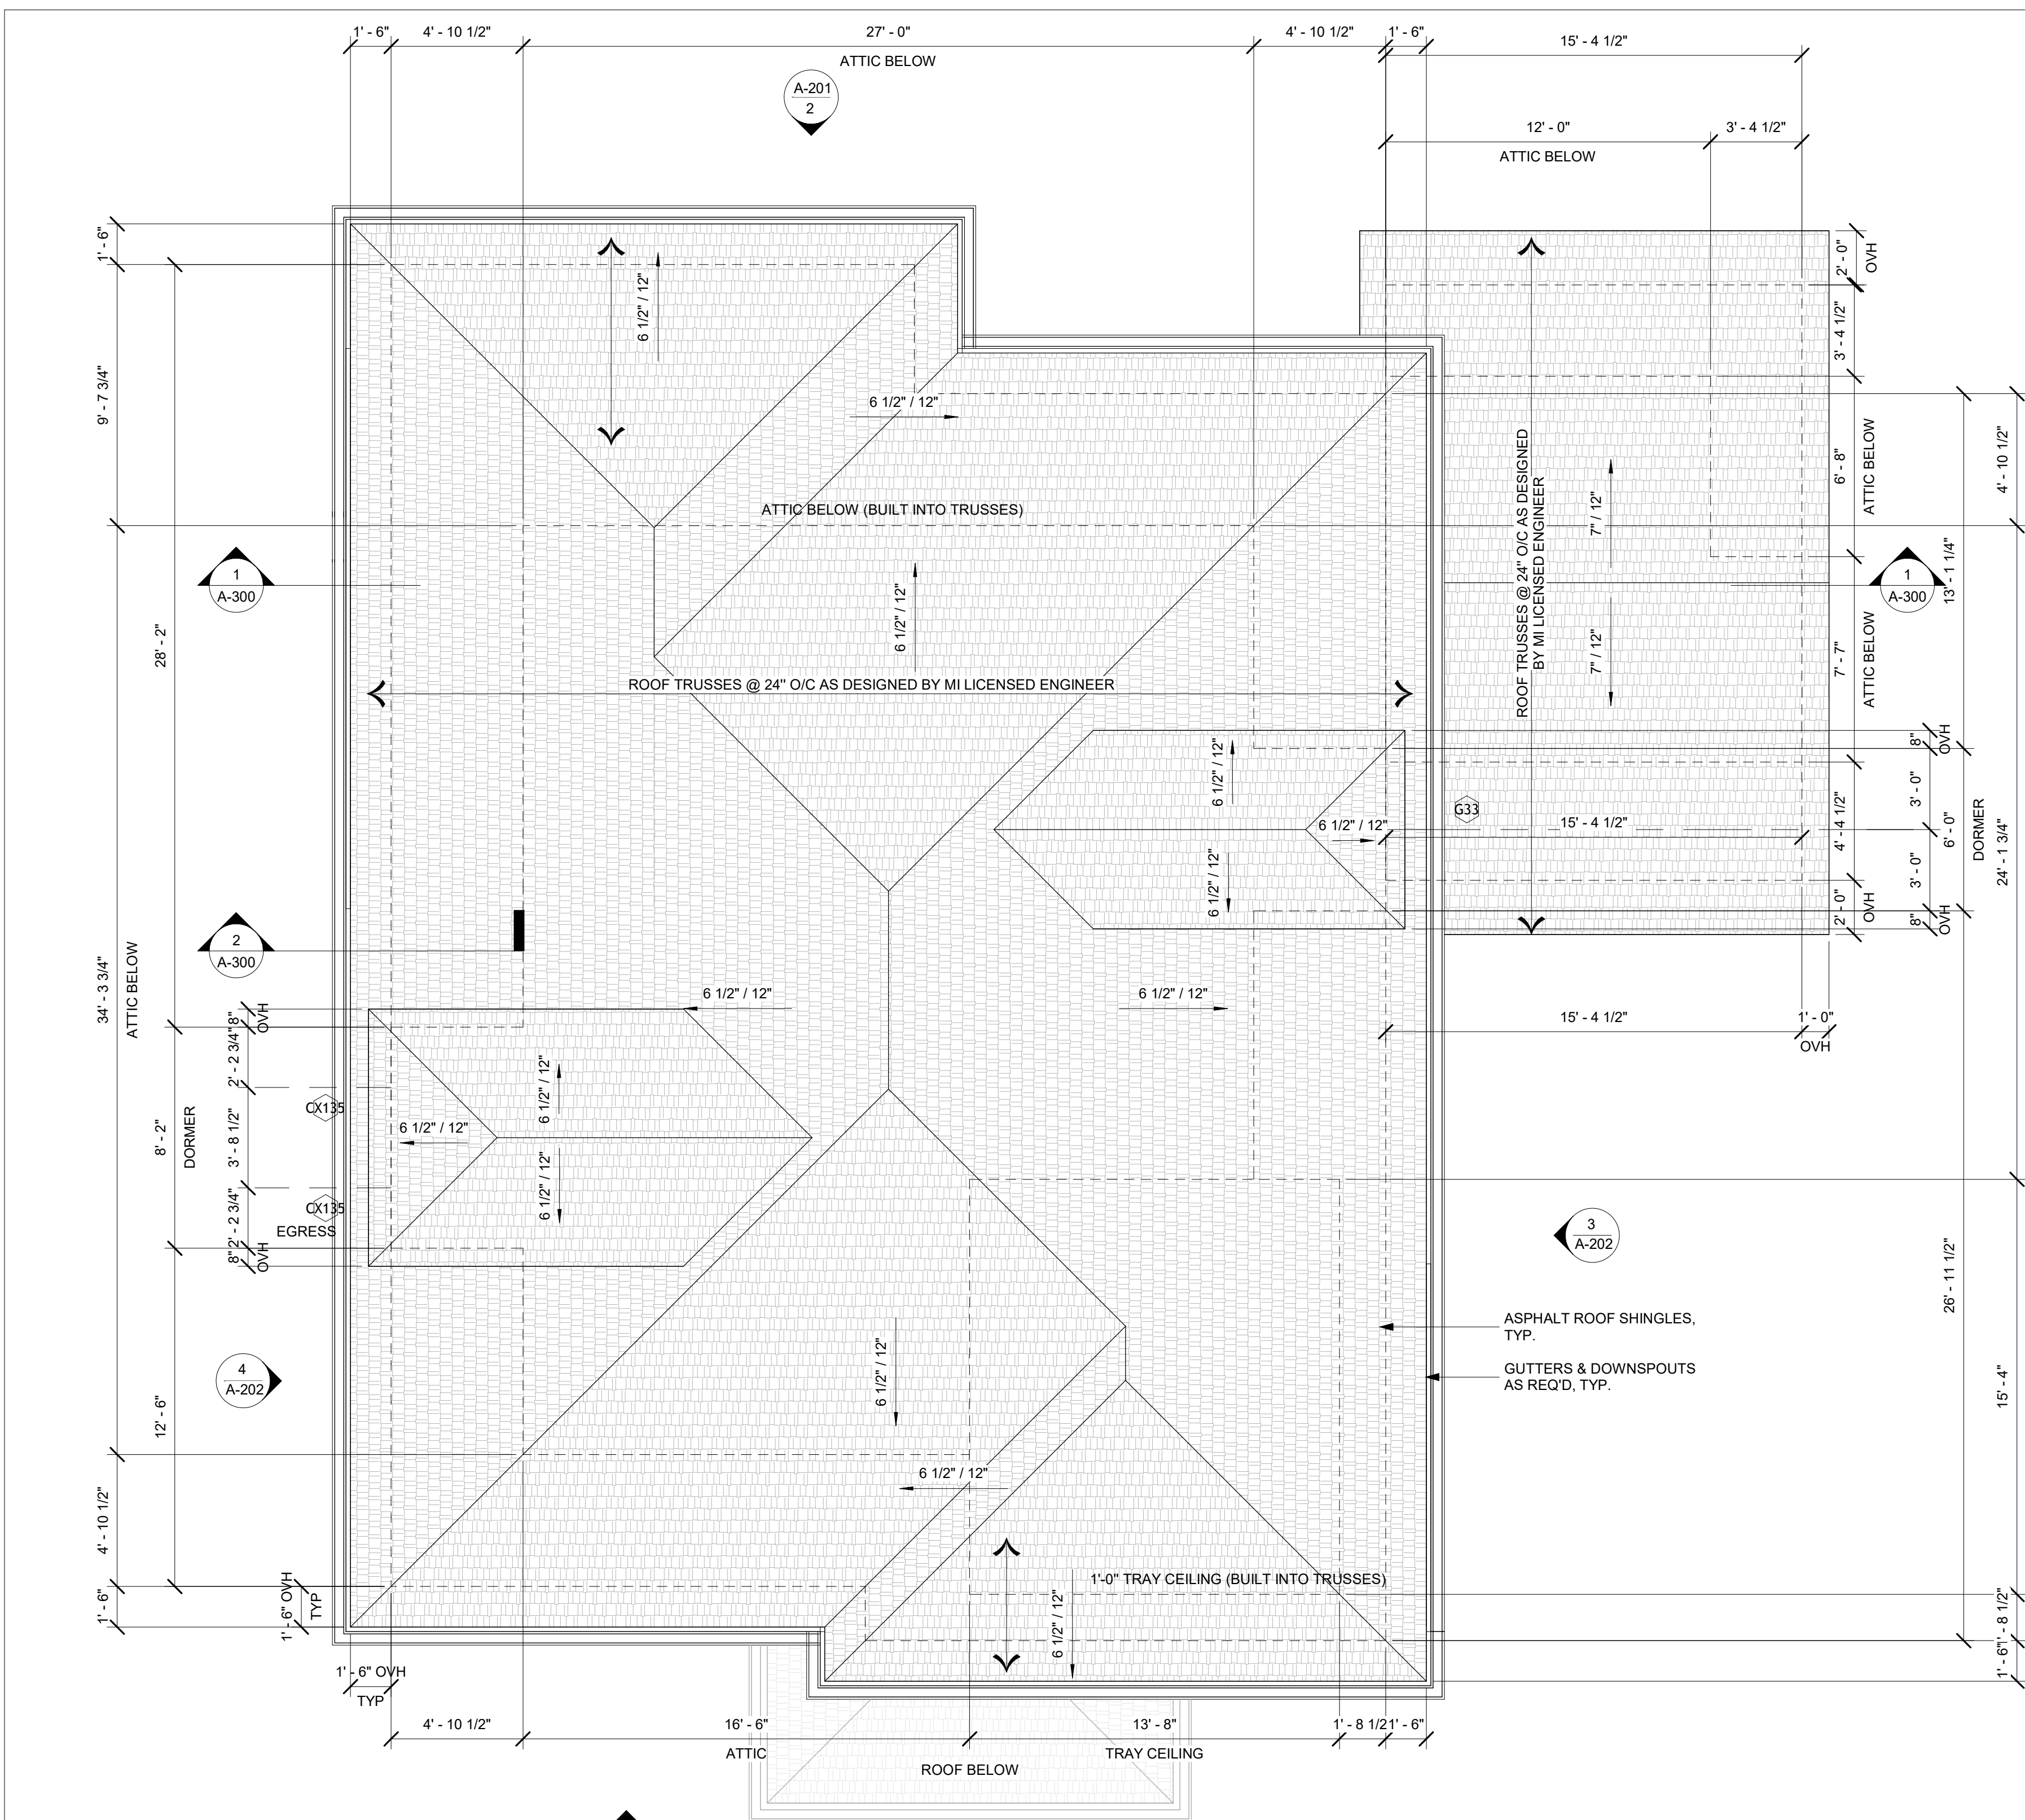 1' - 6"
4' - 10 1/2"
27' - 0"
4' - 10 1/2"
1' - 6"
15' - 4 1/2"
ATTIC BELOW
A-201
2
12' - 0"
3' - 4 1/2"
ATTIC BELOW
1' - 6"
9' - 7 3/4"
28' - 2"
34' - 3 3/4"
ATTIC BELOW
8' - 2"
DORMER
12' - 6"
4' - 10 1/2"
1' - 6"
1' - 6" OVH
TYP
8"
OVH
2' - 2 3/4"
3' - 8 1/2"
2' - 2 3/4"
8"
OVH
CX135
CX135
EGRESS
1
A-300
2
A-300
4
A-202
6 1/2" / 12"
6 1/2" / 12"
ATTIC BELOW (BUILT INTO TRUSSES)
6 1/2" / 12"
ROOF TRUSSES @ 24" O/C AS DESIGNED BY MI LICENSED ENGINEER
6 1/2" / 12"
6 1/2" / 12"
6 1/2" / 12"
6 1/2" / 12"
6 1/2" / 12"
6 1/2" / 12"
6 1/2" / 12"
6 1/2" / 12"
6 1/2" / 12"
6 1/2" / 12"
1'-0" TRAY CEILING (BUILT INTO TRUSSES)
6 1/2" / 12"
ROOF TRUSSES @ 24" O/C AS DESIGNED
BY MI LICENSED ENGINEER
7" / 12"
7" / 12"
G33
15' - 4 1/2"
15' - 4 1/2"
1' - 0"
OVH
2' - 0"
OVH
3' - 4 1/2"
6' - 8"
ATTIC BELOW
7' - 7"
ATTIC BELOW
4' - 4 1/2"
2' - 0"
OVH
1
A-300
8"
OVH
3' - 0"
3' - 0"
8"
OVH
13' - 1 1/4"
6' - 0"
DORMER
26' - 11 1/2"
4' - 10 1/2"
24' - 1 3/4"
15' - 4"
1' - 8 1/2"
1' - 6"
3
A-202
ASPHALT ROOF SHINGLES,
TYP.
GUTTERS & DOWNSPOUTS
AS REQ'D, TYP.
1' - 6" OVH
TYP
4' - 10 1/2"
16' - 6"
13' - 8"
1' - 8 1/2
1' - 6"
ATTIC
TRAY CEILING
ROOF BELOW